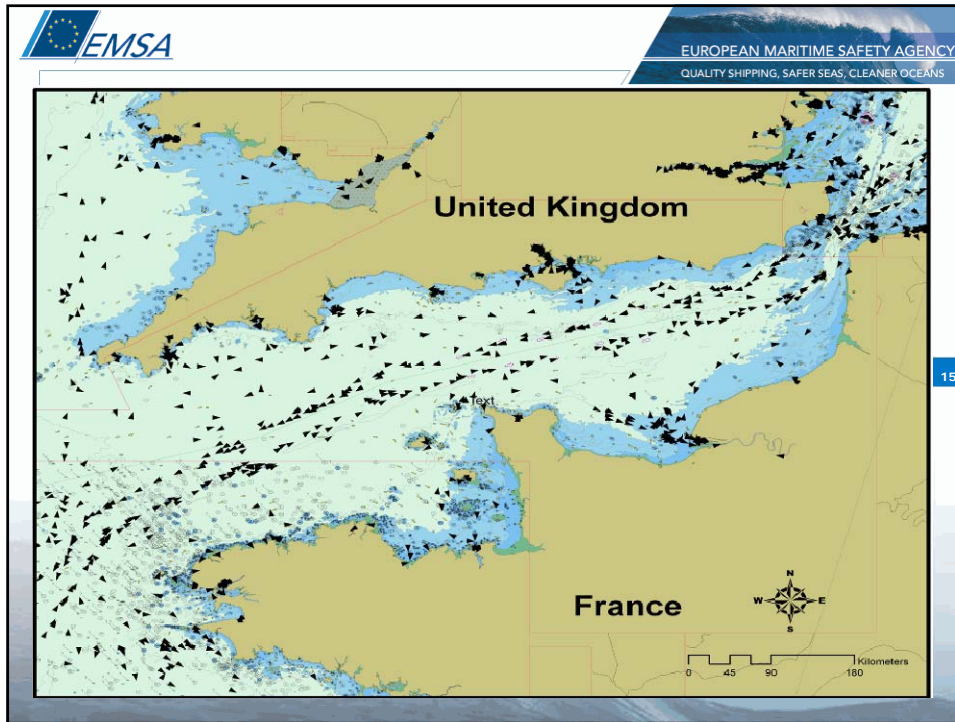 EMSA
EUROPEAN MARITIME SAFETY AGENCY
QUALITY SHIPPING, SAFER SEAS, CLEANER OCEANS
United Kingdom
15
Text
France
N
W E
S
Kilometers
0 45 90 180